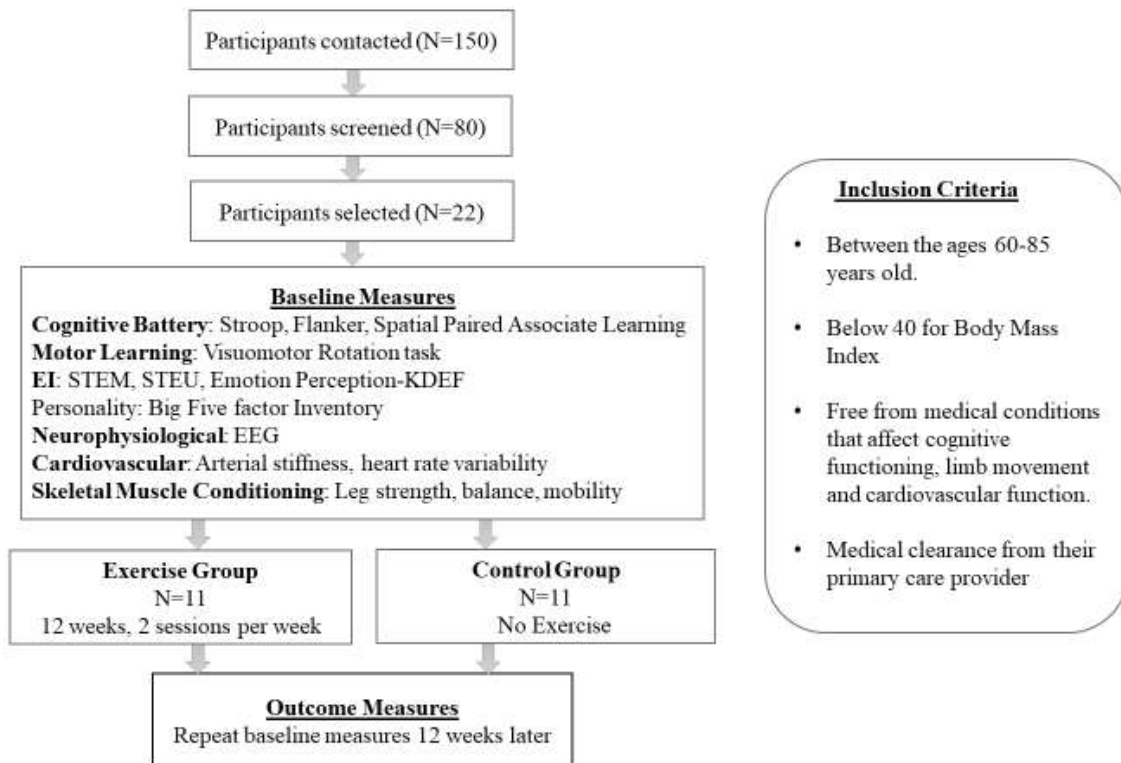 Participants contacted (N=150)
Participants screened (N=80)
Participants selected (N=22)
Baseline Measures
Cognitive Battery: Stroop, Flanker, Spatial Paired Associate Learning
Motor Learning: Visuomotor Rotation task
EI: STEM, STEU, Emotion Perception-KDEF
Personality: Big Five factor Inventory
Neurophysiological: EEG
Cardiovascular: Arterial stiffness, heart rate variability
Skeletal Muscle Conditioning: Leg strength, balance, mobility
Exercise Group
N=11
12 weeks, 2 sessions per week
Control Group
N=11
No Exercise
Outcome Measures
Repeat baseline measures 12 weeks later
Inclusion Criteria
• Between the ages 60-85
years old.
• Below 40 for Body Mass
Index
• Free from medical conditions
that affect cognitive
functioning, limb movement
and cardiovascular function.
• Medical clearance from their
primary care provider